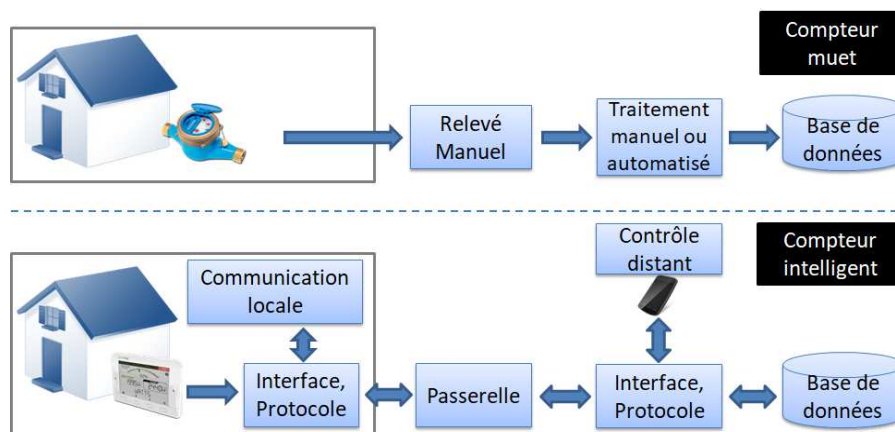 Compteur
muet
Relevé
Manuel
Traitement
manuel ou
automatisé
Base de
données
Compteur
intelligent
Contrôle
distant
Communication
locale
Interface,
Protocole
Passerelle
Interface,
Protocole
Base de
données